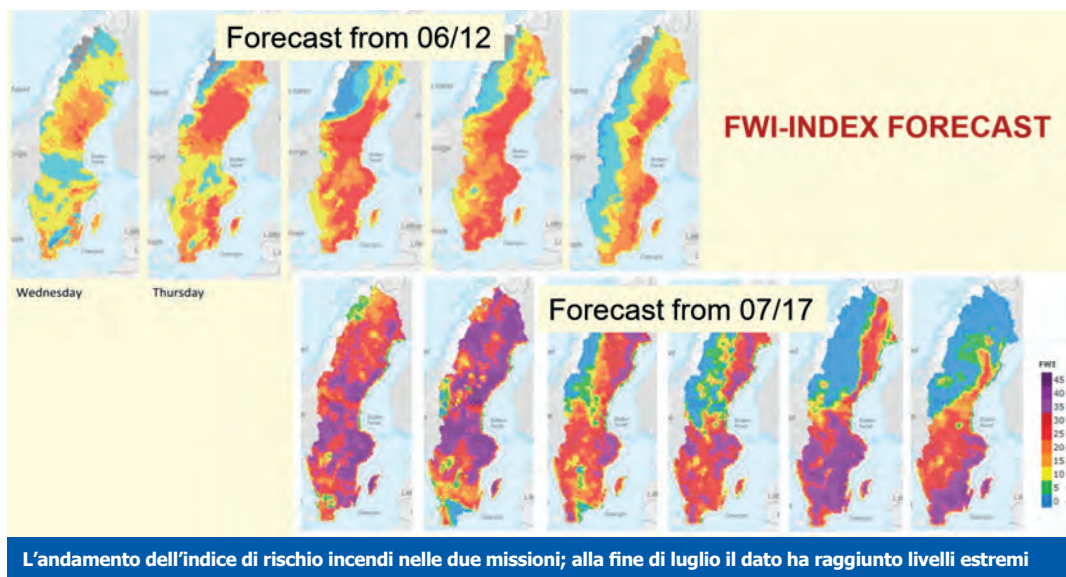 Forecast from 06/12
FWI-INDEX FORECAST
Wednesday
Thursday
Forecast from 07/17
FWI
45
40
35
30
25
20
15
10
5
0
L'andamento dell'indice di rischio incendi nelle due missioni; alla fine di luglio il dato ha raggiunto livelli estremi